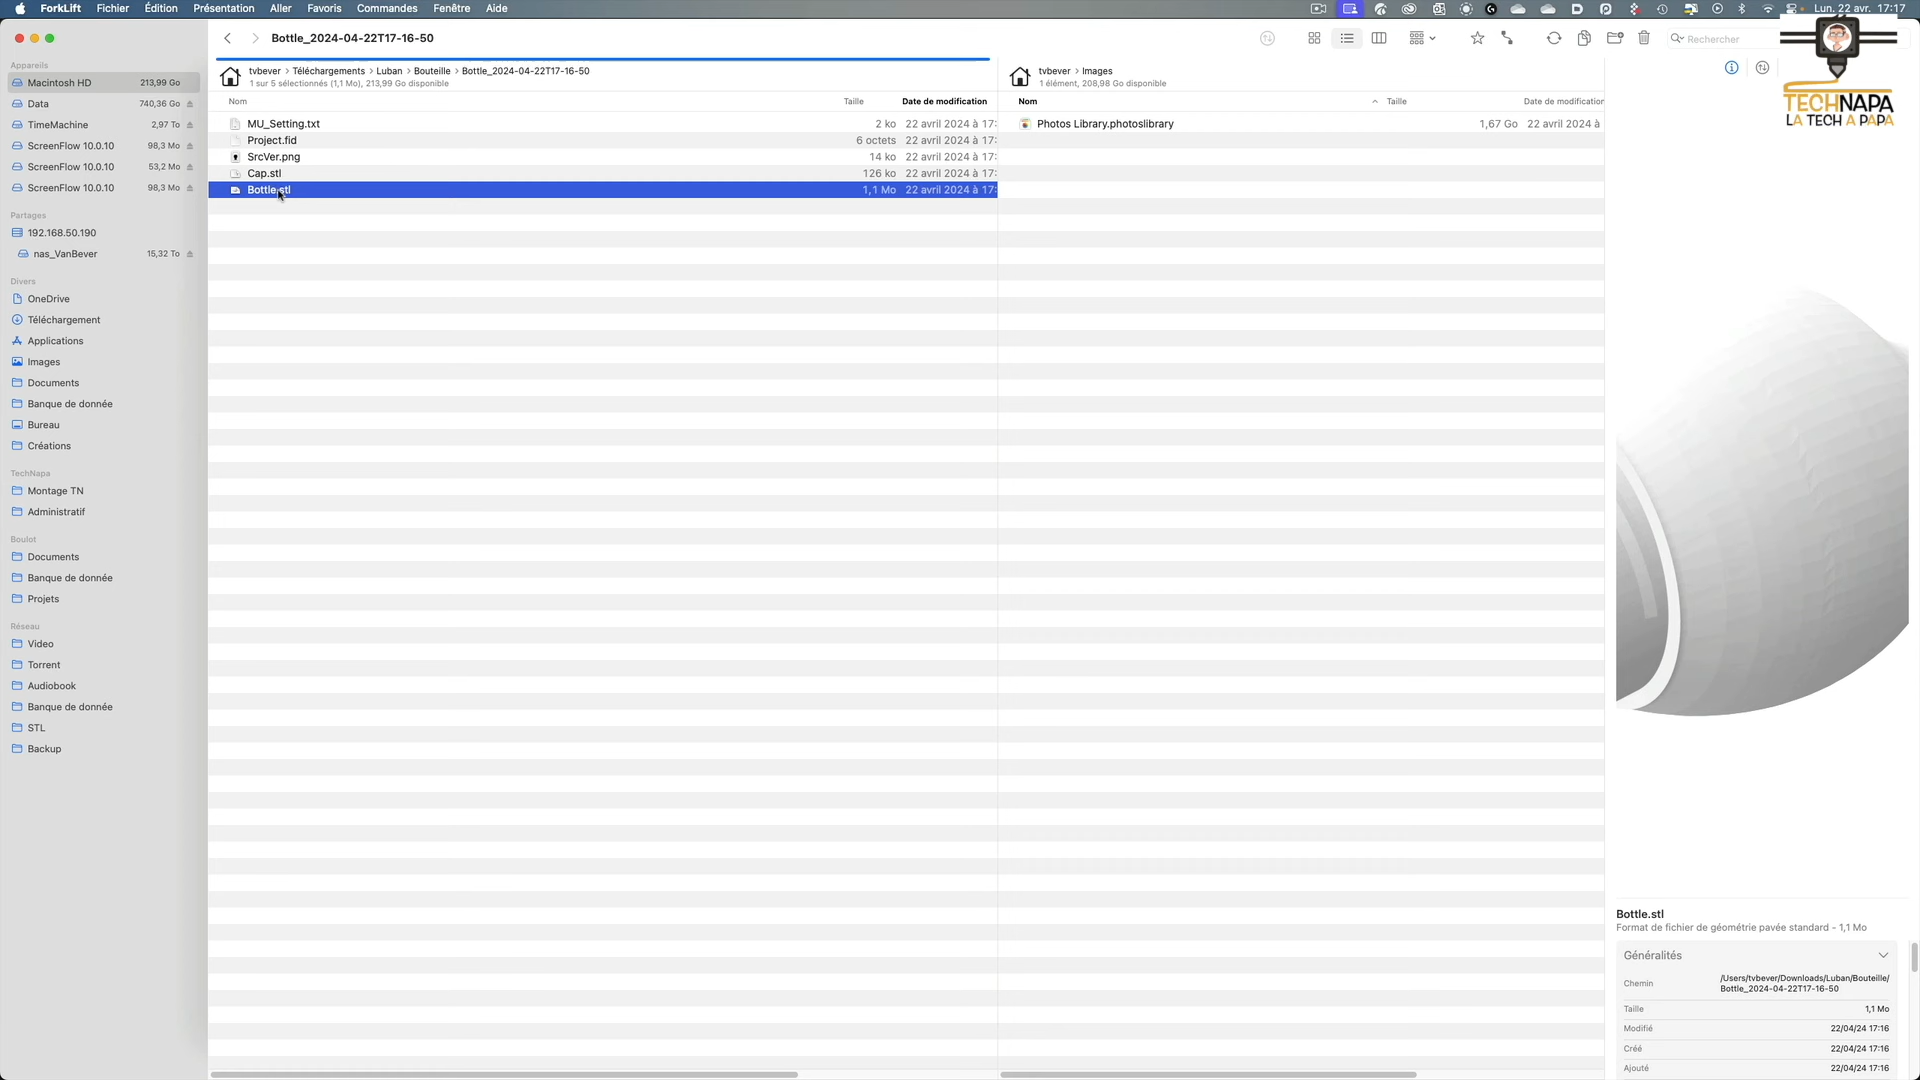 ForkLift Fichier Édition Présentation Aller Favoris Commandes Fenêtre Aide
Lun. 22 avr. 17:17
Bottle_2024-04-22T17-16-50
Rechercher
TECHNAPA
LA TECH A PAPA
Appareils
Macintosh HD 213,99 Go
Data 740,36 Go
TimeMachine 2,97 To
ScreenFlow 10.0.10 98,3 Mo
ScreenFlow 10.0.10 53,2 Mo
ScreenFlow 10.0.10 98,3 Mo
Partages
192.168.50.190
nas_VanBever 15,32 To
Divers
OneDrive
Téléchargement
Applications
Images
Documents
Banque de donnée
Bureau
Créations
TechNapa
Montage TN
Administratif
Boulot
Documents
Banque de donnée
Projets
Réseau
Video
Torrent
Audiobook
Banque de donnée
STL
Backup
tvbever › Téléchargements › Luban › Bouteille › Bottle_2024-04-22T17-16-50
1 sur 5 sélectionnés (1,1 Mo), 213,99 Go disponible
Nom Taille Date de modification
MU_Setting.txt 2 ko 22 avril 2024 à 17:
Project.fid 6 octets 22 avril 2024 à 17:
SrcVer.png 14 ko 22 avril 2024 à 17:
Cap.stl 126 ko 22 avril 2024 à 17:
Bottle.stl 1,1 Mo 22 avril 2024 à 17:
tvbever › Images
1 élément, 208,98 Go disponible
Nom Taille Date de modification
Photos Library.photoslibrary 1,67 Go 22 avril 2024 à
Bottle.stl
Format de fichier de géométrie pavée standard - 1,1 Mo
Généralités
Chemin /Users/tvbever/Downloads/Luban/Bouteille/
Bottle_2024-04-22T17-16-50
Taille 1,1 Mo
Modifié 22/04/24 17:16
Créé 22/04/24 17:16
Ajouté 22/04/24 17:16